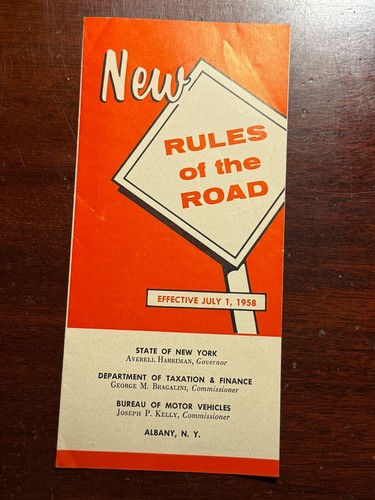 New
RULES
of the
ROAD
EFFECTIVE JULY 1, 1958
STATE OF NEW YORK
AVERELL HARRIMAN, Governor
DEPARTMENT OF TAXATION & FINANCE
GEORGE M. BRAGALINI, Commissioner
BUREAU OF MOTOR VEHICLES
JOSEPH P. KELLY, Commissioner
ALBANY, N. Y.